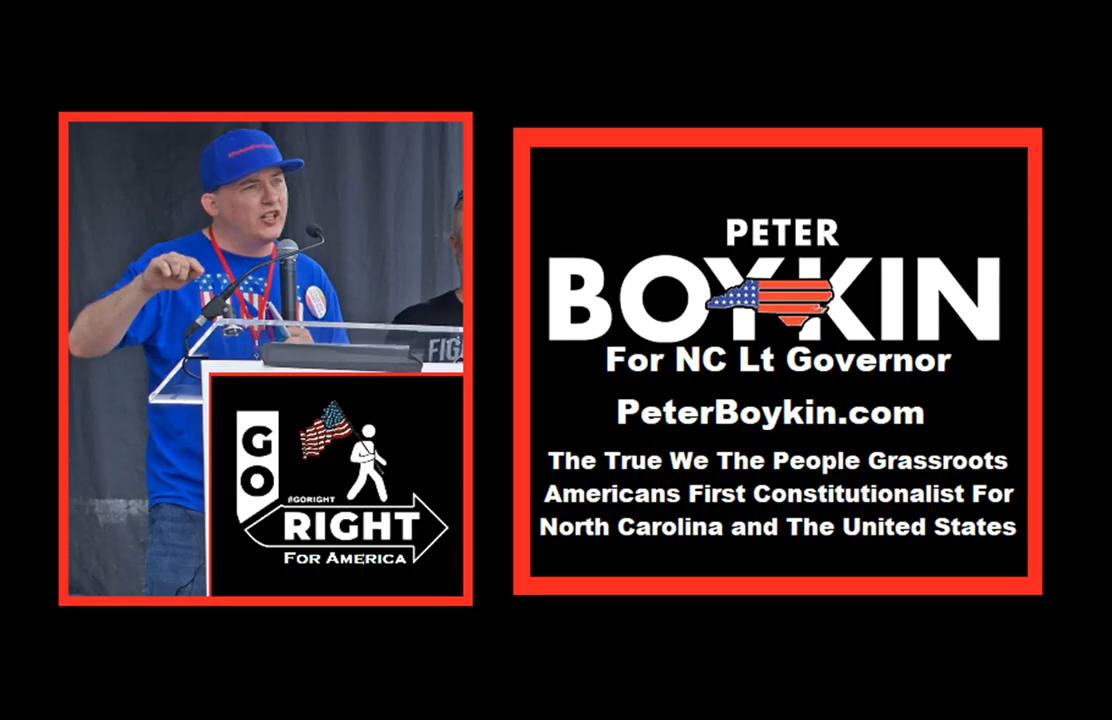 FIG
GO
#GORIGHT
RIGHT
FOR AMERICA
PETER
BOYKIN
For NC Lt Governor
PeterBoykin.com
The True We The People Grassroots
Americans First Constitutionalist For
North Carolina and The United States